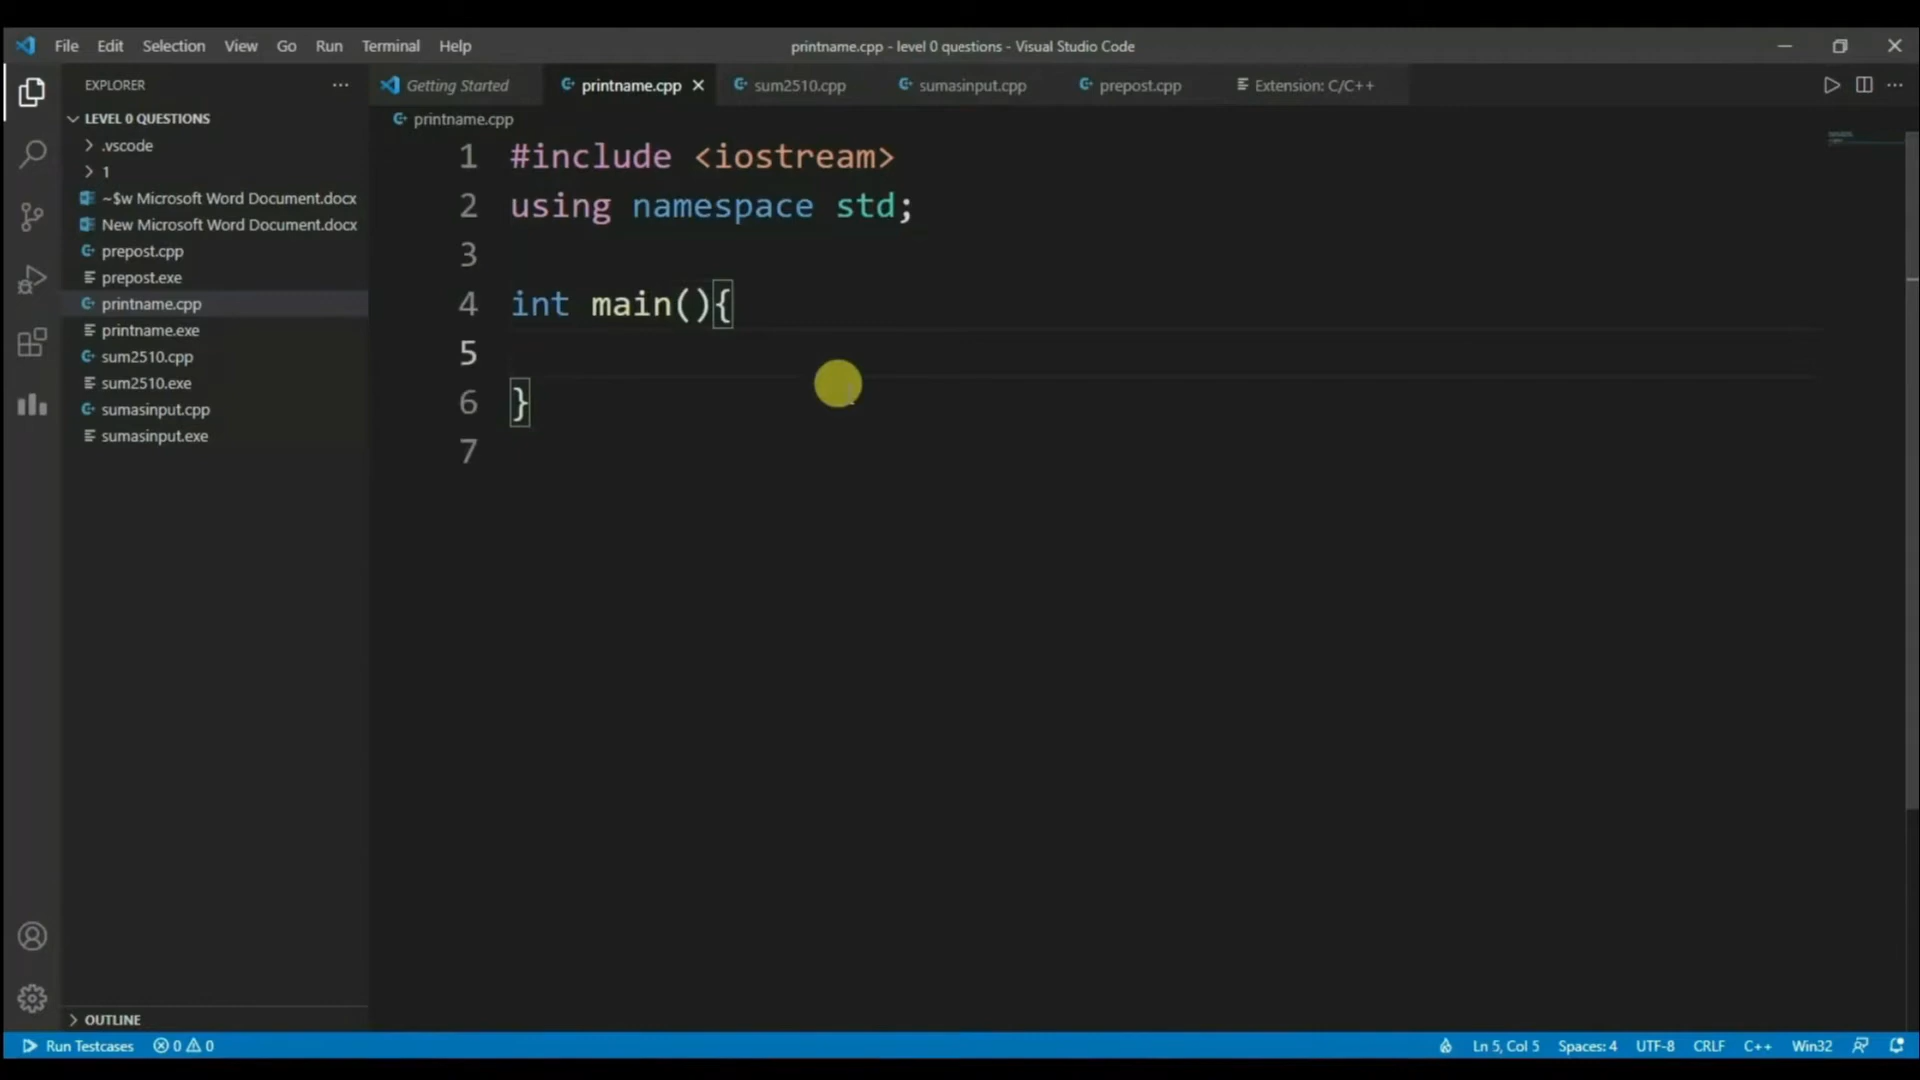 File Edit Selection View Go Run Terminal Help
printname.cpp - level 0 questions - Visual Studio Code
EXPLORER
Getting Started
printname.cpp
sum2510.cpp
sumasinput.cpp
prepost.cpp
Extension: C/C++
LEVEL 0 QUESTIONS
.vscode
1
~$w Microsoft Word Document.docx
New Microsoft Word Document.docx
prepost.cpp
prepost.exe
printname.cpp
printname.exe
sum2510.cpp
sum2510.exe
sumasinput.cpp
sumasinput.exe
OUTLINE
printname.cpp
1 #include <iostream>
2 using namespace std;
3
4 int main(){
5
6 }
7
Run Testcases 0 0
Ln 5, Col 5 Spaces: 4 UTF-8 CRLF C++ Win32